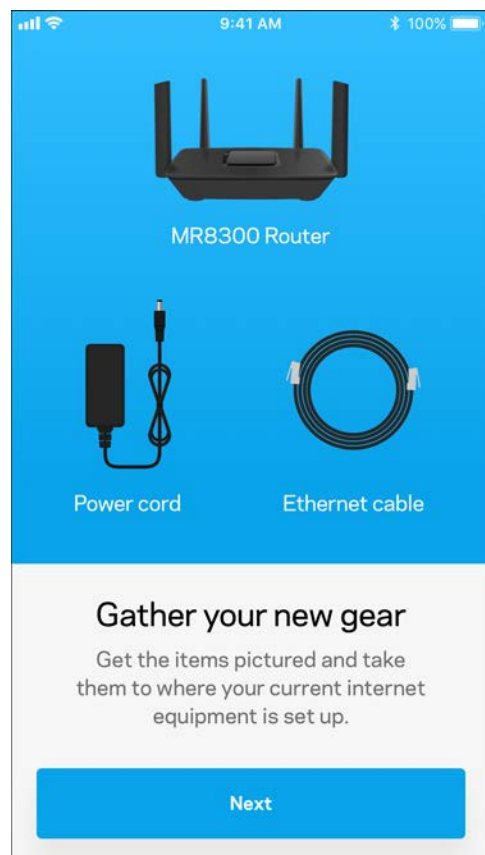 9:41 AM
100%
MR8300 Router
Power cord
Ethernet cable
Gather your new gear
Get the items pictured and take
them to where your current internet
equipment is set up.
Next